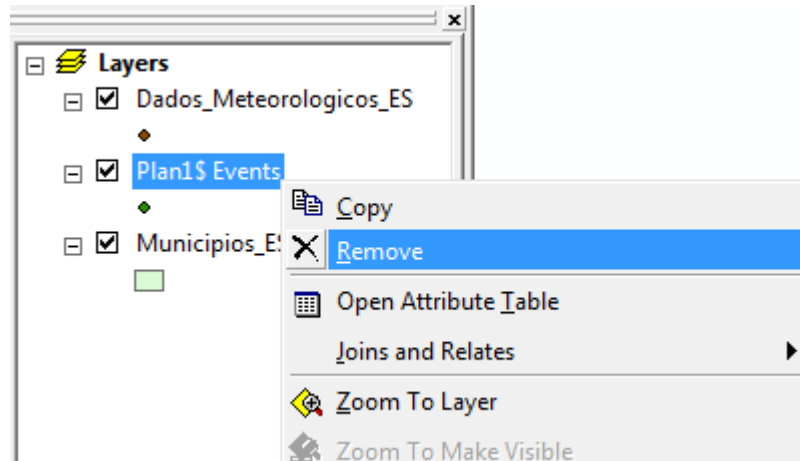 Layers
Dados_Meteorologicos_ES
Plan1$ Events
Municipios_ES
Copy
Remove
Open Attribute Table
Joins and Relates
Zoom To Layer
Zoom To Make Visible